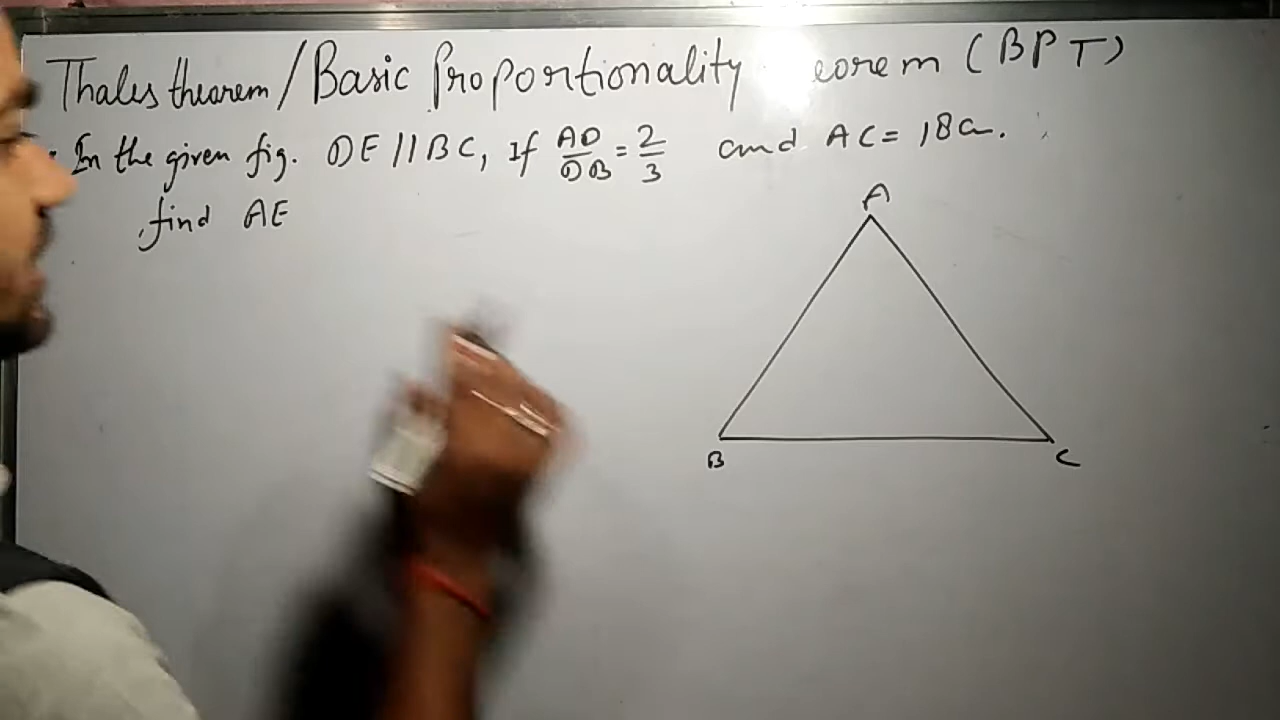 Thales theorem / Basic Proportionality eorem (BPT)
In the given fig. DE || BC, If AD/DB = 2/3 and AC = 18
find AE
A
B
C